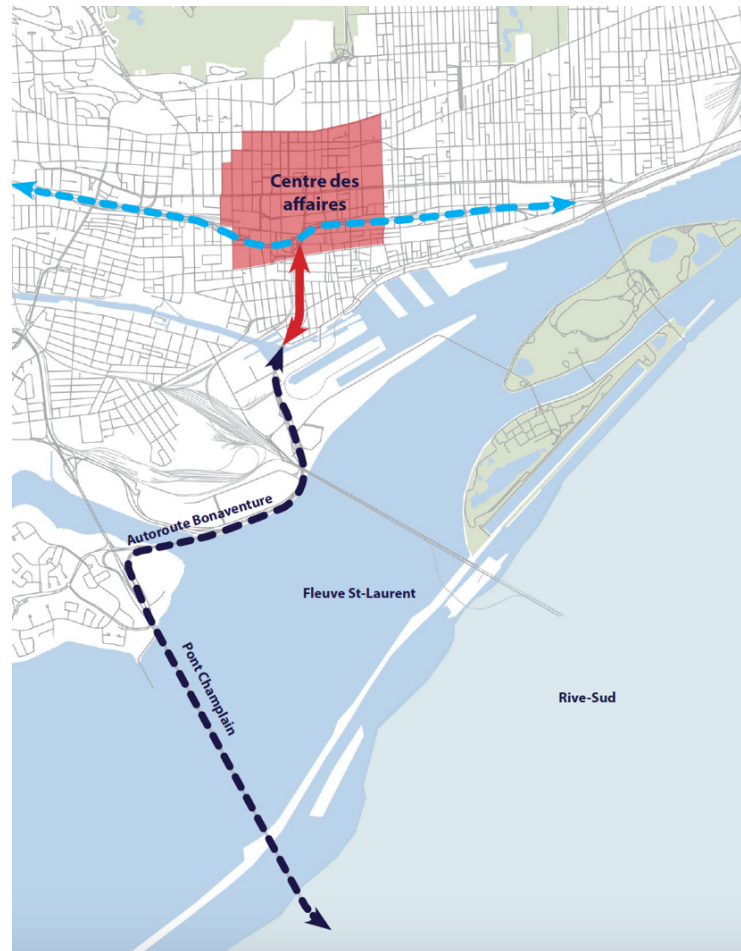 Centre des
affaires
Autoroute Bonaventure
Fleuve St-Laurent
Pont Champlain
Rive-Sud